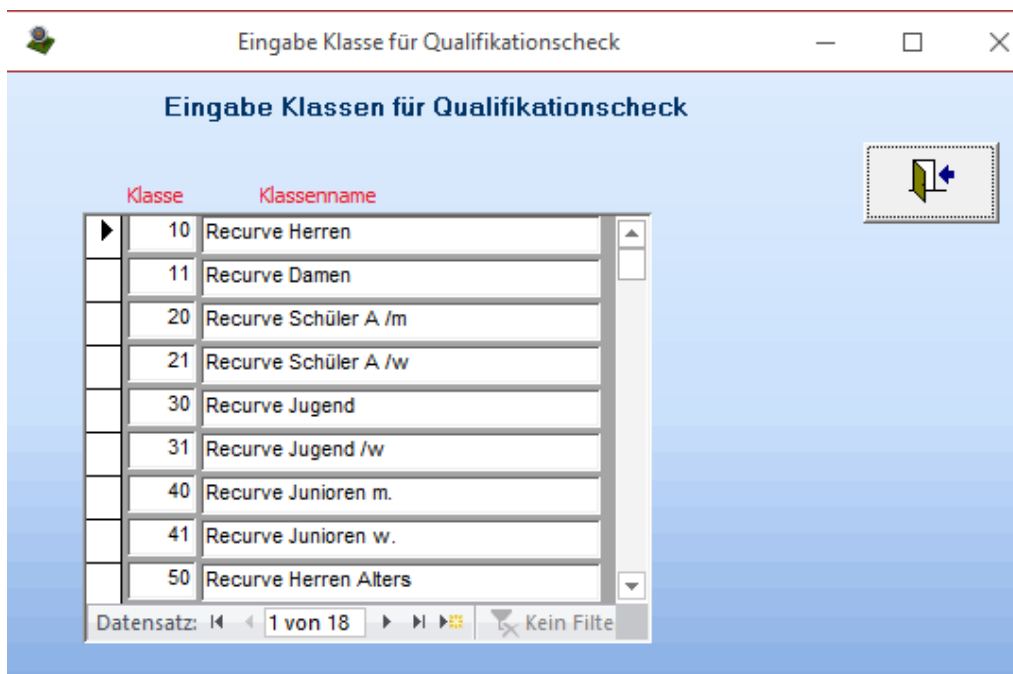 Eingabe Klasse für Qualifikationscheck
Eingabe Klassen für Qualifikationscheck
Klasse Klassenname
10 Recurve Herren
11 Recurve Damen
20 Recurve Schüler A /m
21 Recurve Schüler A /w
30 Recurve Jugend
31 Recurve Jugend /w
40 Recurve Junioren m.
41 Recurve Junioren w.
50 Recurve Herren Alters
Datensatz: 1 von 18 Kein Filte